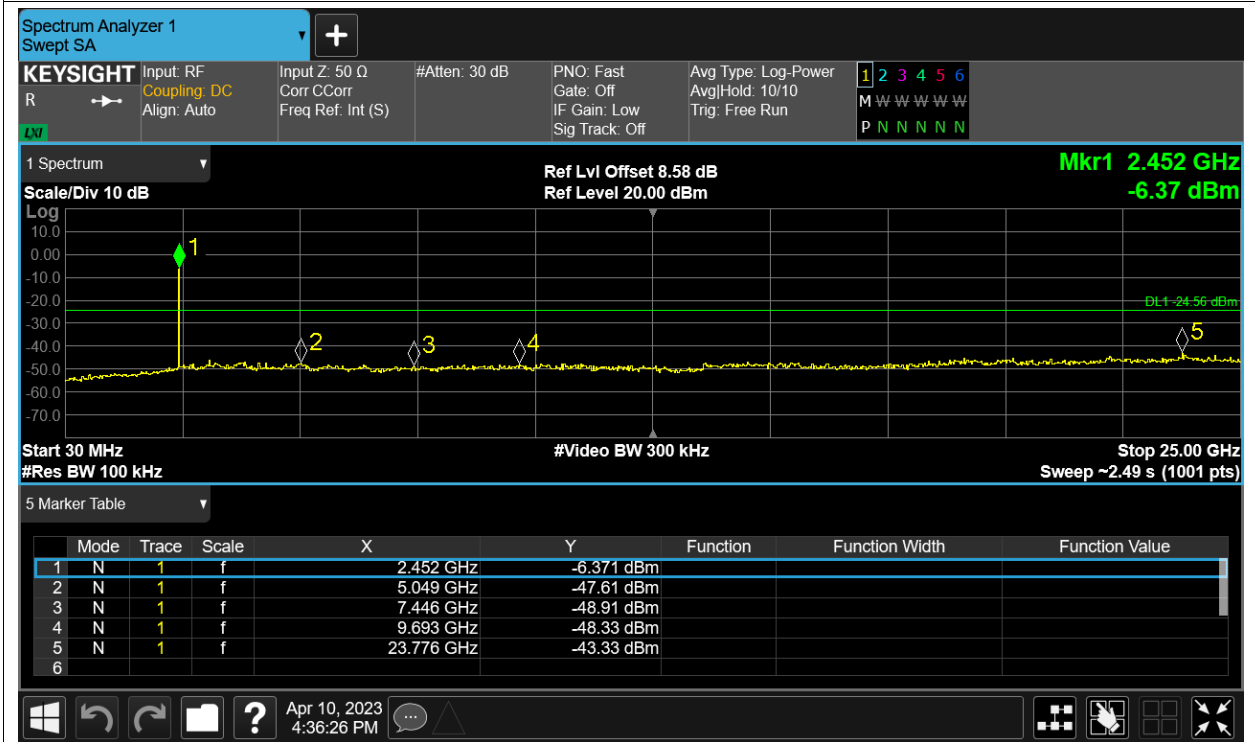 Spectrum Analyzer 1
Swept SA
+
KEYSIGHT
R
LXI
Input: RF
Coupling: DC
Align: Auto
Input Z: 50 Ω
Corr CCorr
Freq Ref: Int (S)
#Atten: 30 dB
PNO: Fast
Gate: Off
IF Gain: Low
Sig Track: Off
Avg Type: Log-Power
Avg|Hold: 10/10
Trig: Free Run
1 2 3 4 5 6
M W W W W W
P N N N N N
1 Spectrum
Scale/Div 10 dB
Ref Lvl Offset 8.58 dB
Ref Level 20.00 dBm
Mkr1 2.452 GHz
-6.37 dBm
Log
10.0
0.00
-10.0
-20.0
-30.0
-40.0
-50.0
-60.0
-70.0
1
2
3
4
5
DL1 -24.56 dBm
Start 30 MHz
#Res BW 100 kHz
#Video BW 300 kHz
Stop 25.00 GHz
Sweep ~2.49 s (1001 pts)
5 Marker Table
Mode Trace Scale X Y Function Function Width Function Value
1 N 1 f 2.452 GHz -6.371 dBm
2 N 1 f 5.049 GHz -47.61 dBm
3 N 1 f 7.446 GHz -48.91 dBm
4 N 1 f 9.693 GHz -48.33 dBm
5 N 1 f 23.776 GHz -43.33 dBm
6
?
Apr 10, 2023
4:36:26 PM